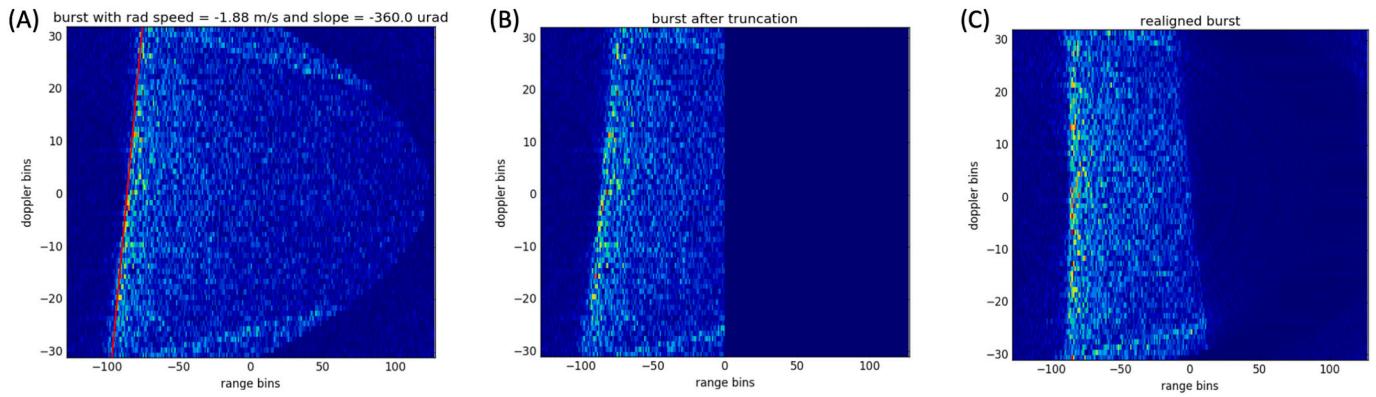 (A) burst with rad speed = -1.88 m/s and slope = -360.0 urad
30
20
10
0
−10
−20
−30
doppler bins
−100 −50 0 50 100
range bins
(B) burst after truncation
30
20
10
0
−10
−20
−30
doppler bins
−100 −50 0 50 100
range bins
(C) realigned burst
30
20
10
0
−10
−20
−30
doppler bins
−100 −50 0 50 100
range bins